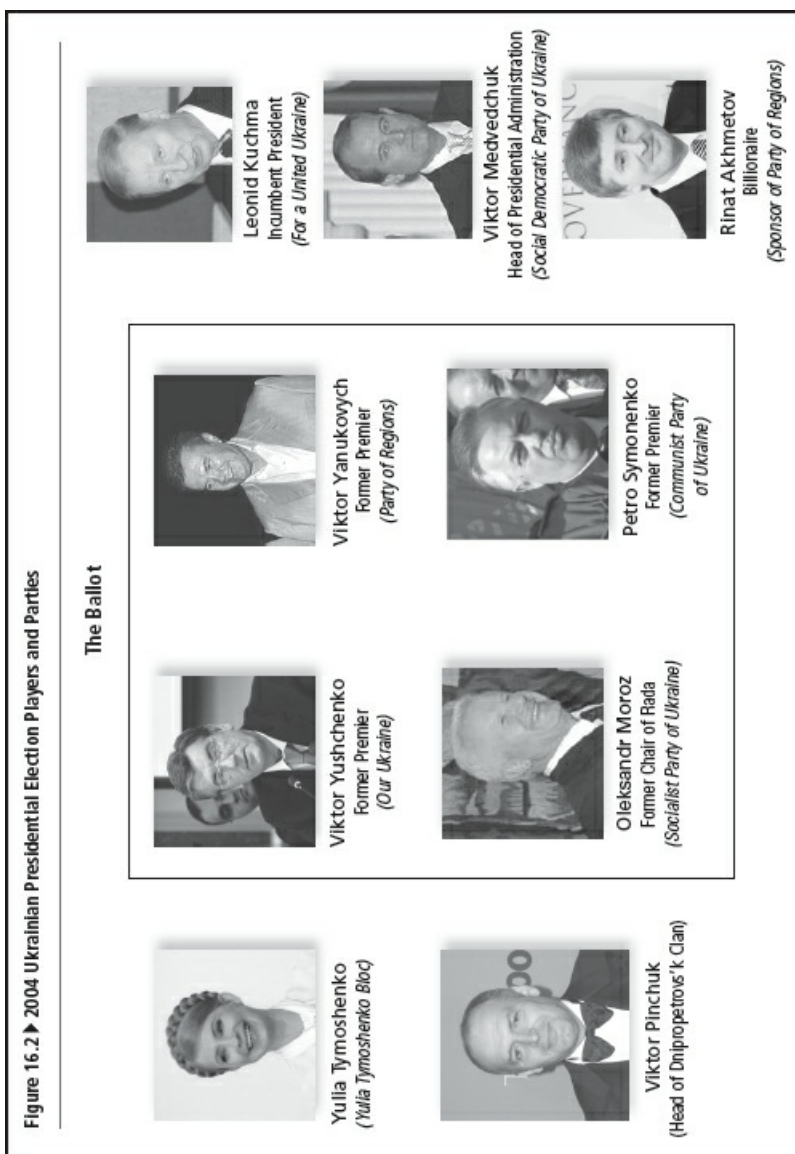 Figure 16.2 ▶ 2004 Ukrainian Presidential Election Players and Parties
The Ballot
Yulia Tymoshenko
(Yulia Tymoshenko Bloc)
Viktor Yushchenko
Former Premier
(Our Ukraine)
Viktor Yanukovych
Former Premier
(Party of Regions)
Leonid Kuchma
Incumbent President
(For a United Ukraine)
Viktor Medvedchuk
Head of Presidential Administration
(Social Democratic Party of Ukraine)
Viktor Pinchuk
(Head of Dnipropetrovs'k Clan)
Oleksandr Moroz
Former Chair of Rada
(Socialist Party of Ukraine)
Petro Symonenko
Former Premier
(Communist Party
of Ukraine)
OVERNANC
Rinat Akhmetov
Billionaire
(Sponsor of Party of Regions)